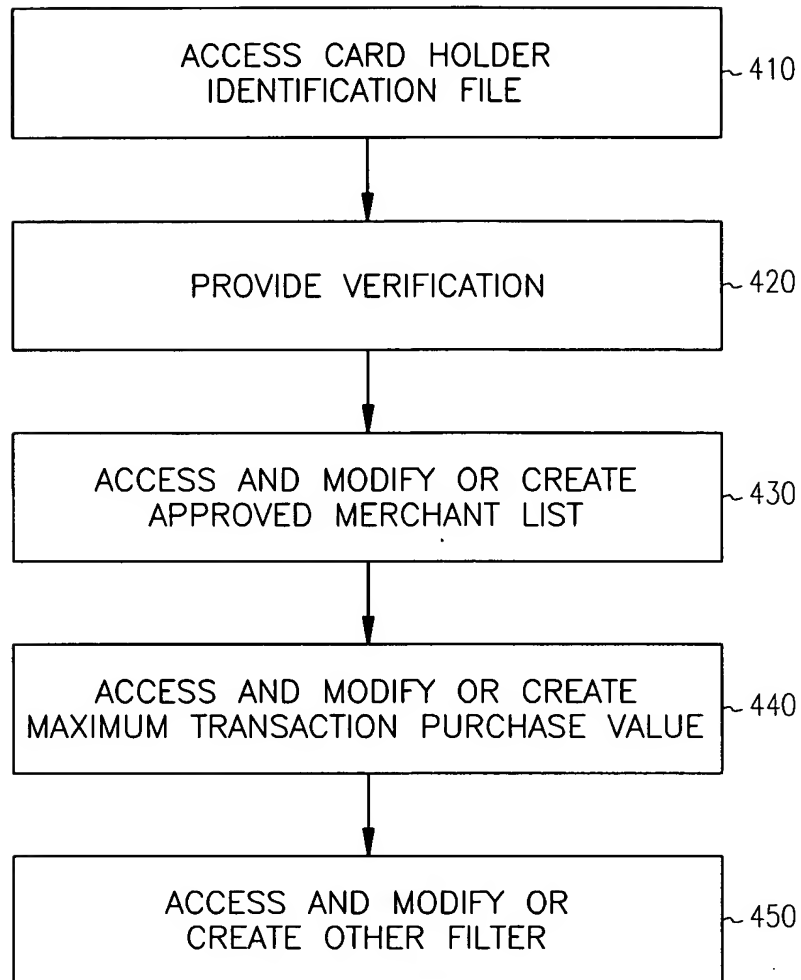 ACCESS CARD HOLDER
IDENTIFICATION FILE
410
PROVIDE VERIFICATION
420
ACCESS AND MODIFY OR CREATE
APPROVED MERCHANT LIST
430
ACCESS AND MODIFY OR CREATE
MAXIMUM TRANSACTION PURCHASE VALUE
440
ACCESS AND MODIFY OR
CREATE OTHER FILTER
450